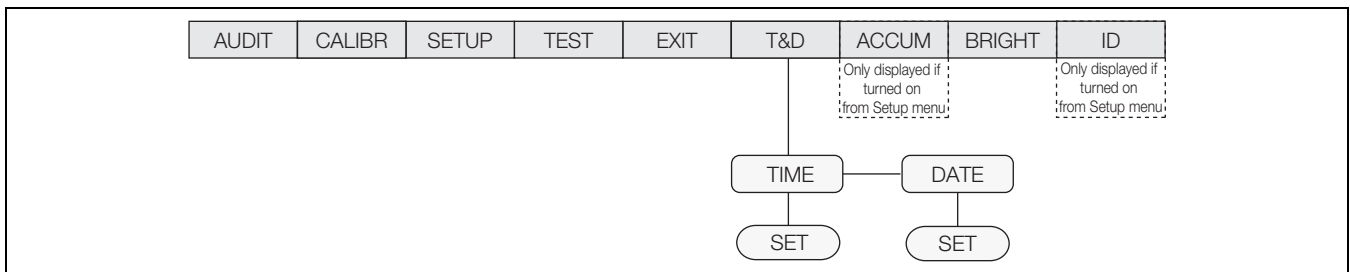 AUDIT CALIBR SETUP TEST EXIT T&D ACCUM BRIGHT ID
Only displayed if
turned on
from Setup menu
Only displayed if
turned on
from Setup menu
TIME DATE
SET SET